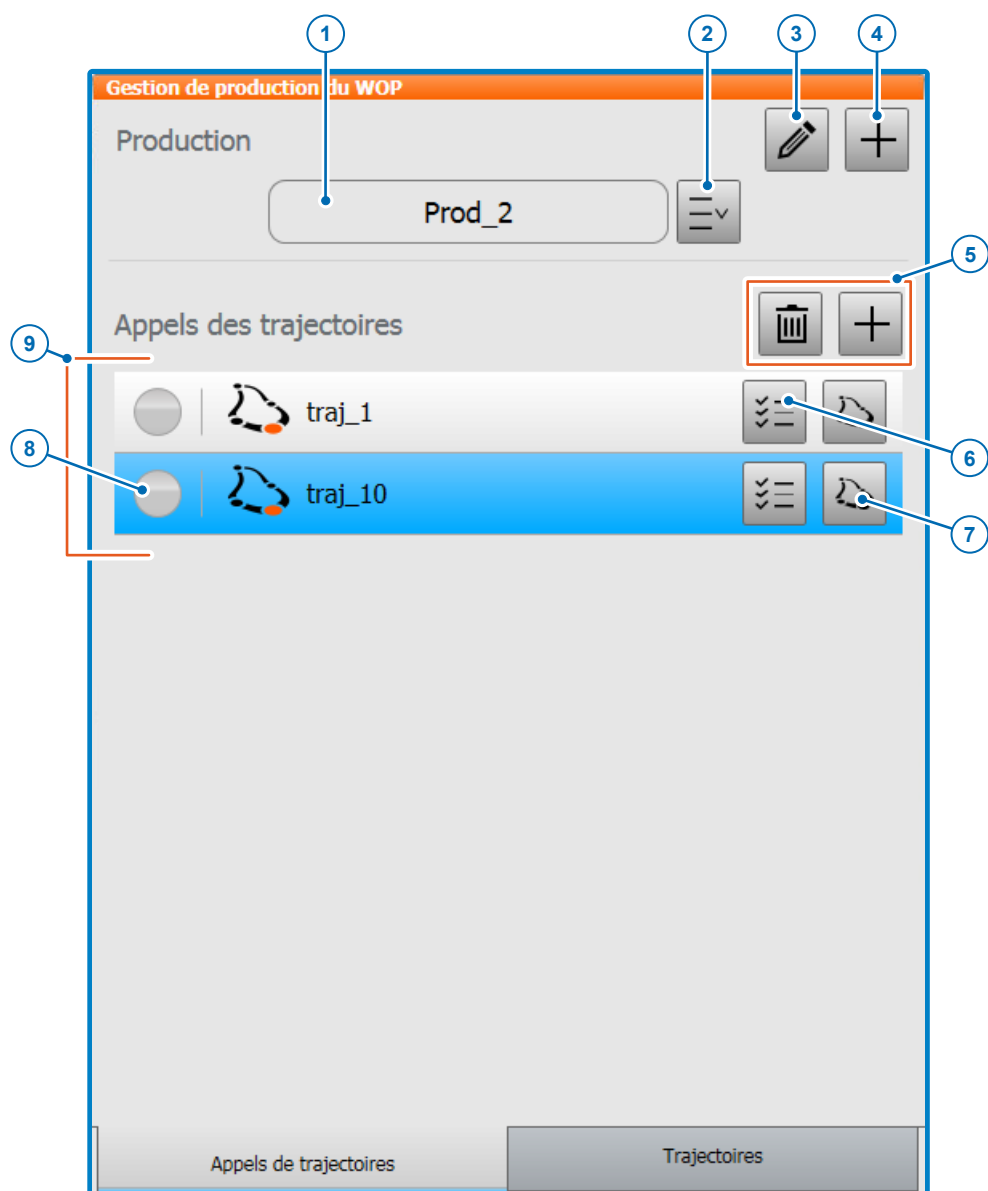 1 2 3 4
Gestion de production du WOP
Production
Prod_2
5
Appels des trajectoires
9
traj_1
8
6
traj_10
7
Appels de trajectoires Trajectoires